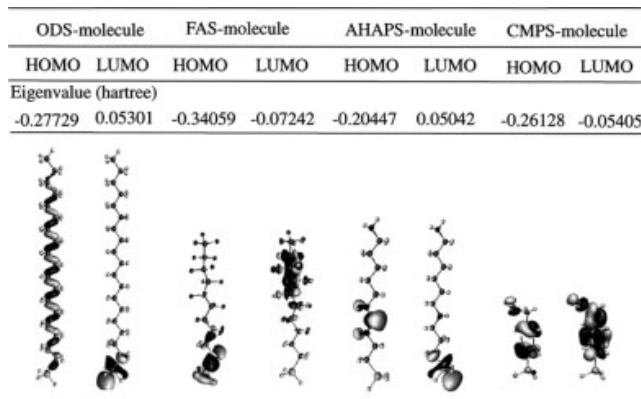 ODS-molecule FAS-molecule AHAPS-molecule CMPS-molecule
HOMO LUMO HOMO LUMO HOMO LUMO HOMO LUMO
Eigenvalue (hartree)
-0.27729 0.05301 -0.34059 -0.07242 -0.20447 0.05042 -0.26128 -0.05405